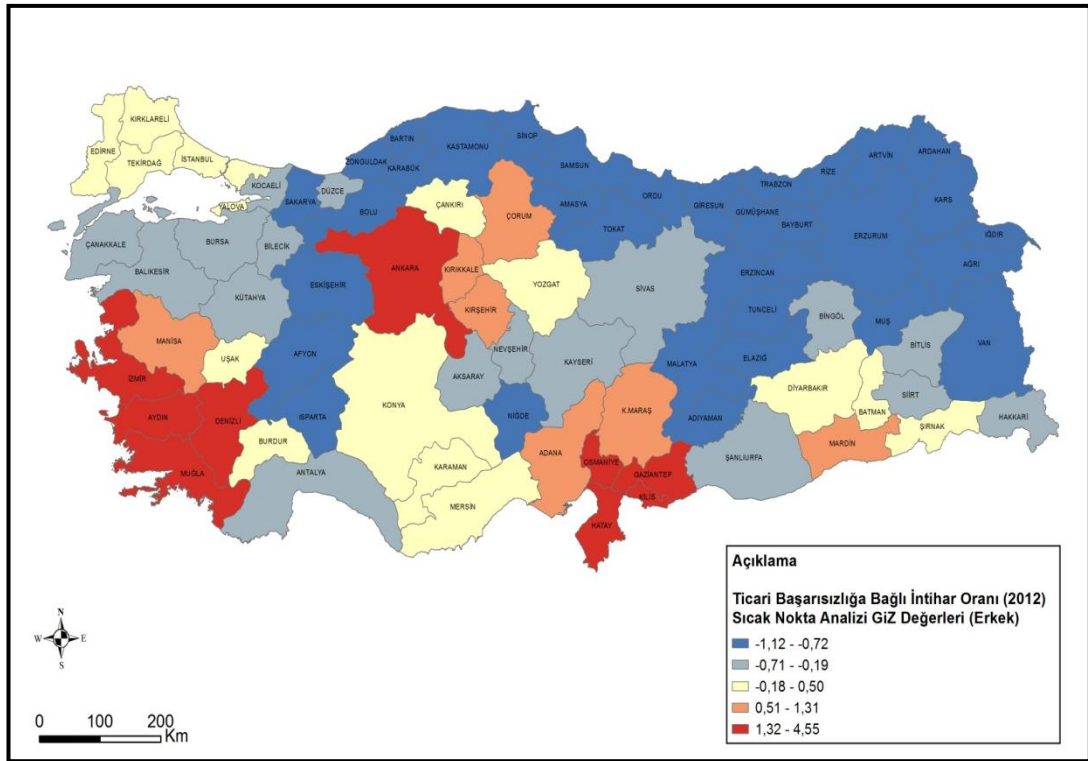 KIRKLARELİ
EDİRNE
TEKİRDAĞ
İSTANBUL
KOCAELİ
YALOVA
SAKARYA
DÜZCE
ZONGULDAK
BARTIN
KARABÜK
KASTAMONU
SİNOP
SAMSUN
BOLU
ÇANKIRI
ÇORUM
AMASYA
ORDU
TOKAT
GİRESUN
TRABZON
GÜMÜŞHANE
BAYBURT
RİZE
ARTVİN
ARDAHAN
KARS
IĞDIR
ERZURUM
AĞRI
ÇANAKKALE
BURSA
BİLECİK
BALIKESİR
KÜTAHYA
ESKİŞEHİR
ANKARA
KIRIKKALE
KIRŞEHİR
YOZGAT
SİVAS
ERZİNCAN
TUNCELİ
BİNGÖL
MUŞ
BİTLİS
VAN
MANİSA
UŞAK
AFYON
NEVŞEHİR
AKSARAY
KAYSERİ
MALATYA
ELAZIĞ
DİYARBAKIR
BATMAN
SİİRT
HAKKARİ
ŞIRNAK
İZMİR
AYDIN
DENİZLİ
ISPARTA
KONYA
NİĞDE
K.MARAŞ
ADIYAMAN
BURDUR
MUĞLA
ANTALYA
KARAMAN
MERSİN
ADANA
OSMANİYE
GAZİANTEP
KİLİS
HATAY
ŞANLIURFA
MARDİN
Açıklama
Ticari Başarısızlığa Bağlı İntihar Oranı (2012)
Sıcak Nokta Analizi GiZ Değerleri (Erkek)
-1,12 - -0,72
-0,71 - -0,19
-0,18 - 0,50
0,51 - 1,31
1,32 - 4,55
N
W E
S
0 100 200
Km